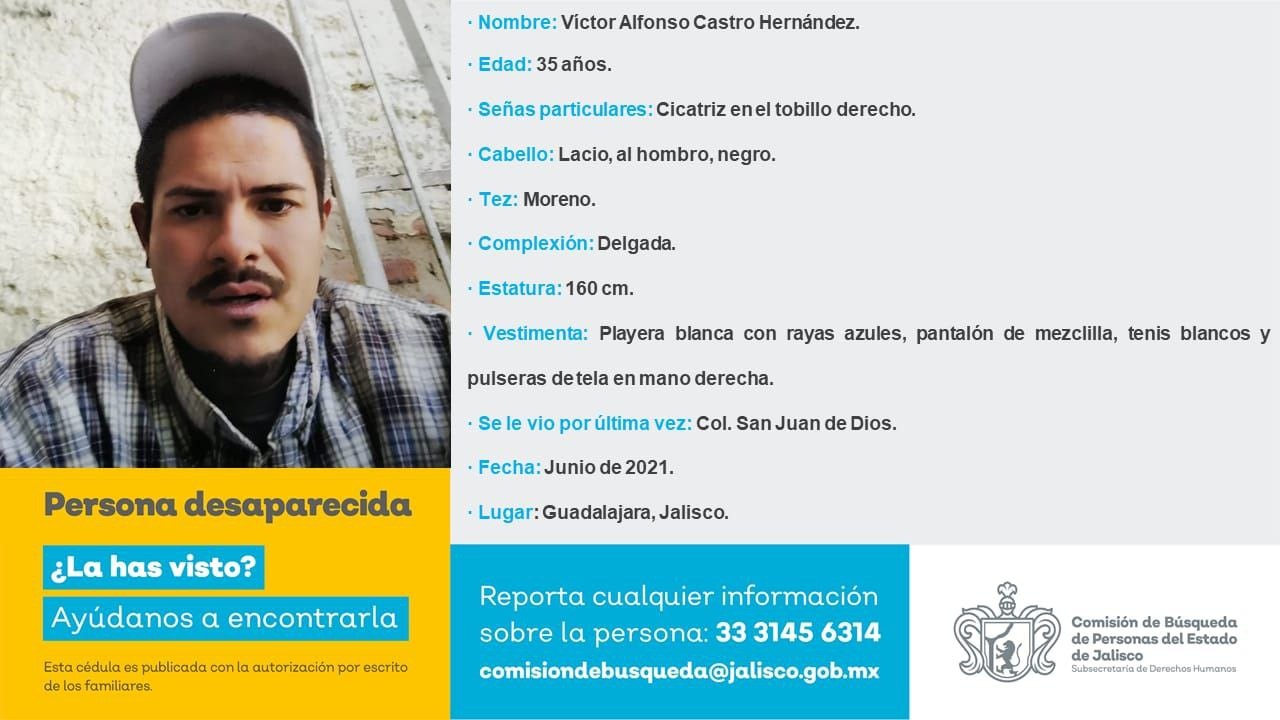 · Nombre: Víctor Alfonso Castro Hernández.
· Edad: 35 años.
· Señas particulares: Cicatriz en el tobillo derecho.
· Cabello: Lacio, al hombro, negro.
· Tez: Moreno.
· Complexión: Delgada.
· Estatura: 160 cm.
· Vestimenta: Playera blanca con rayas azules, pantalón de mezclilla, tenis blancos y
pulseras de tela en mano derecha.
· Se le vio por última vez: Col. San Juan de Dios.
· Fecha: Junio de 2021.
· Lugar: Guadalajara, Jalisco.
Persona desaparecida
¿La has visto?
Ayúdanos a encontrarla
Esta cédula es publicada con la autorización por escrito
de los familiares.
Reporta cualquier información
sobre la persona: 33 3145 6314
comisiondebusqueda@jalisco.gob.mx
Comisión de Búsqueda
de Personas del Estado
de Jalisco
Subsecretaría de Derechos Humanos